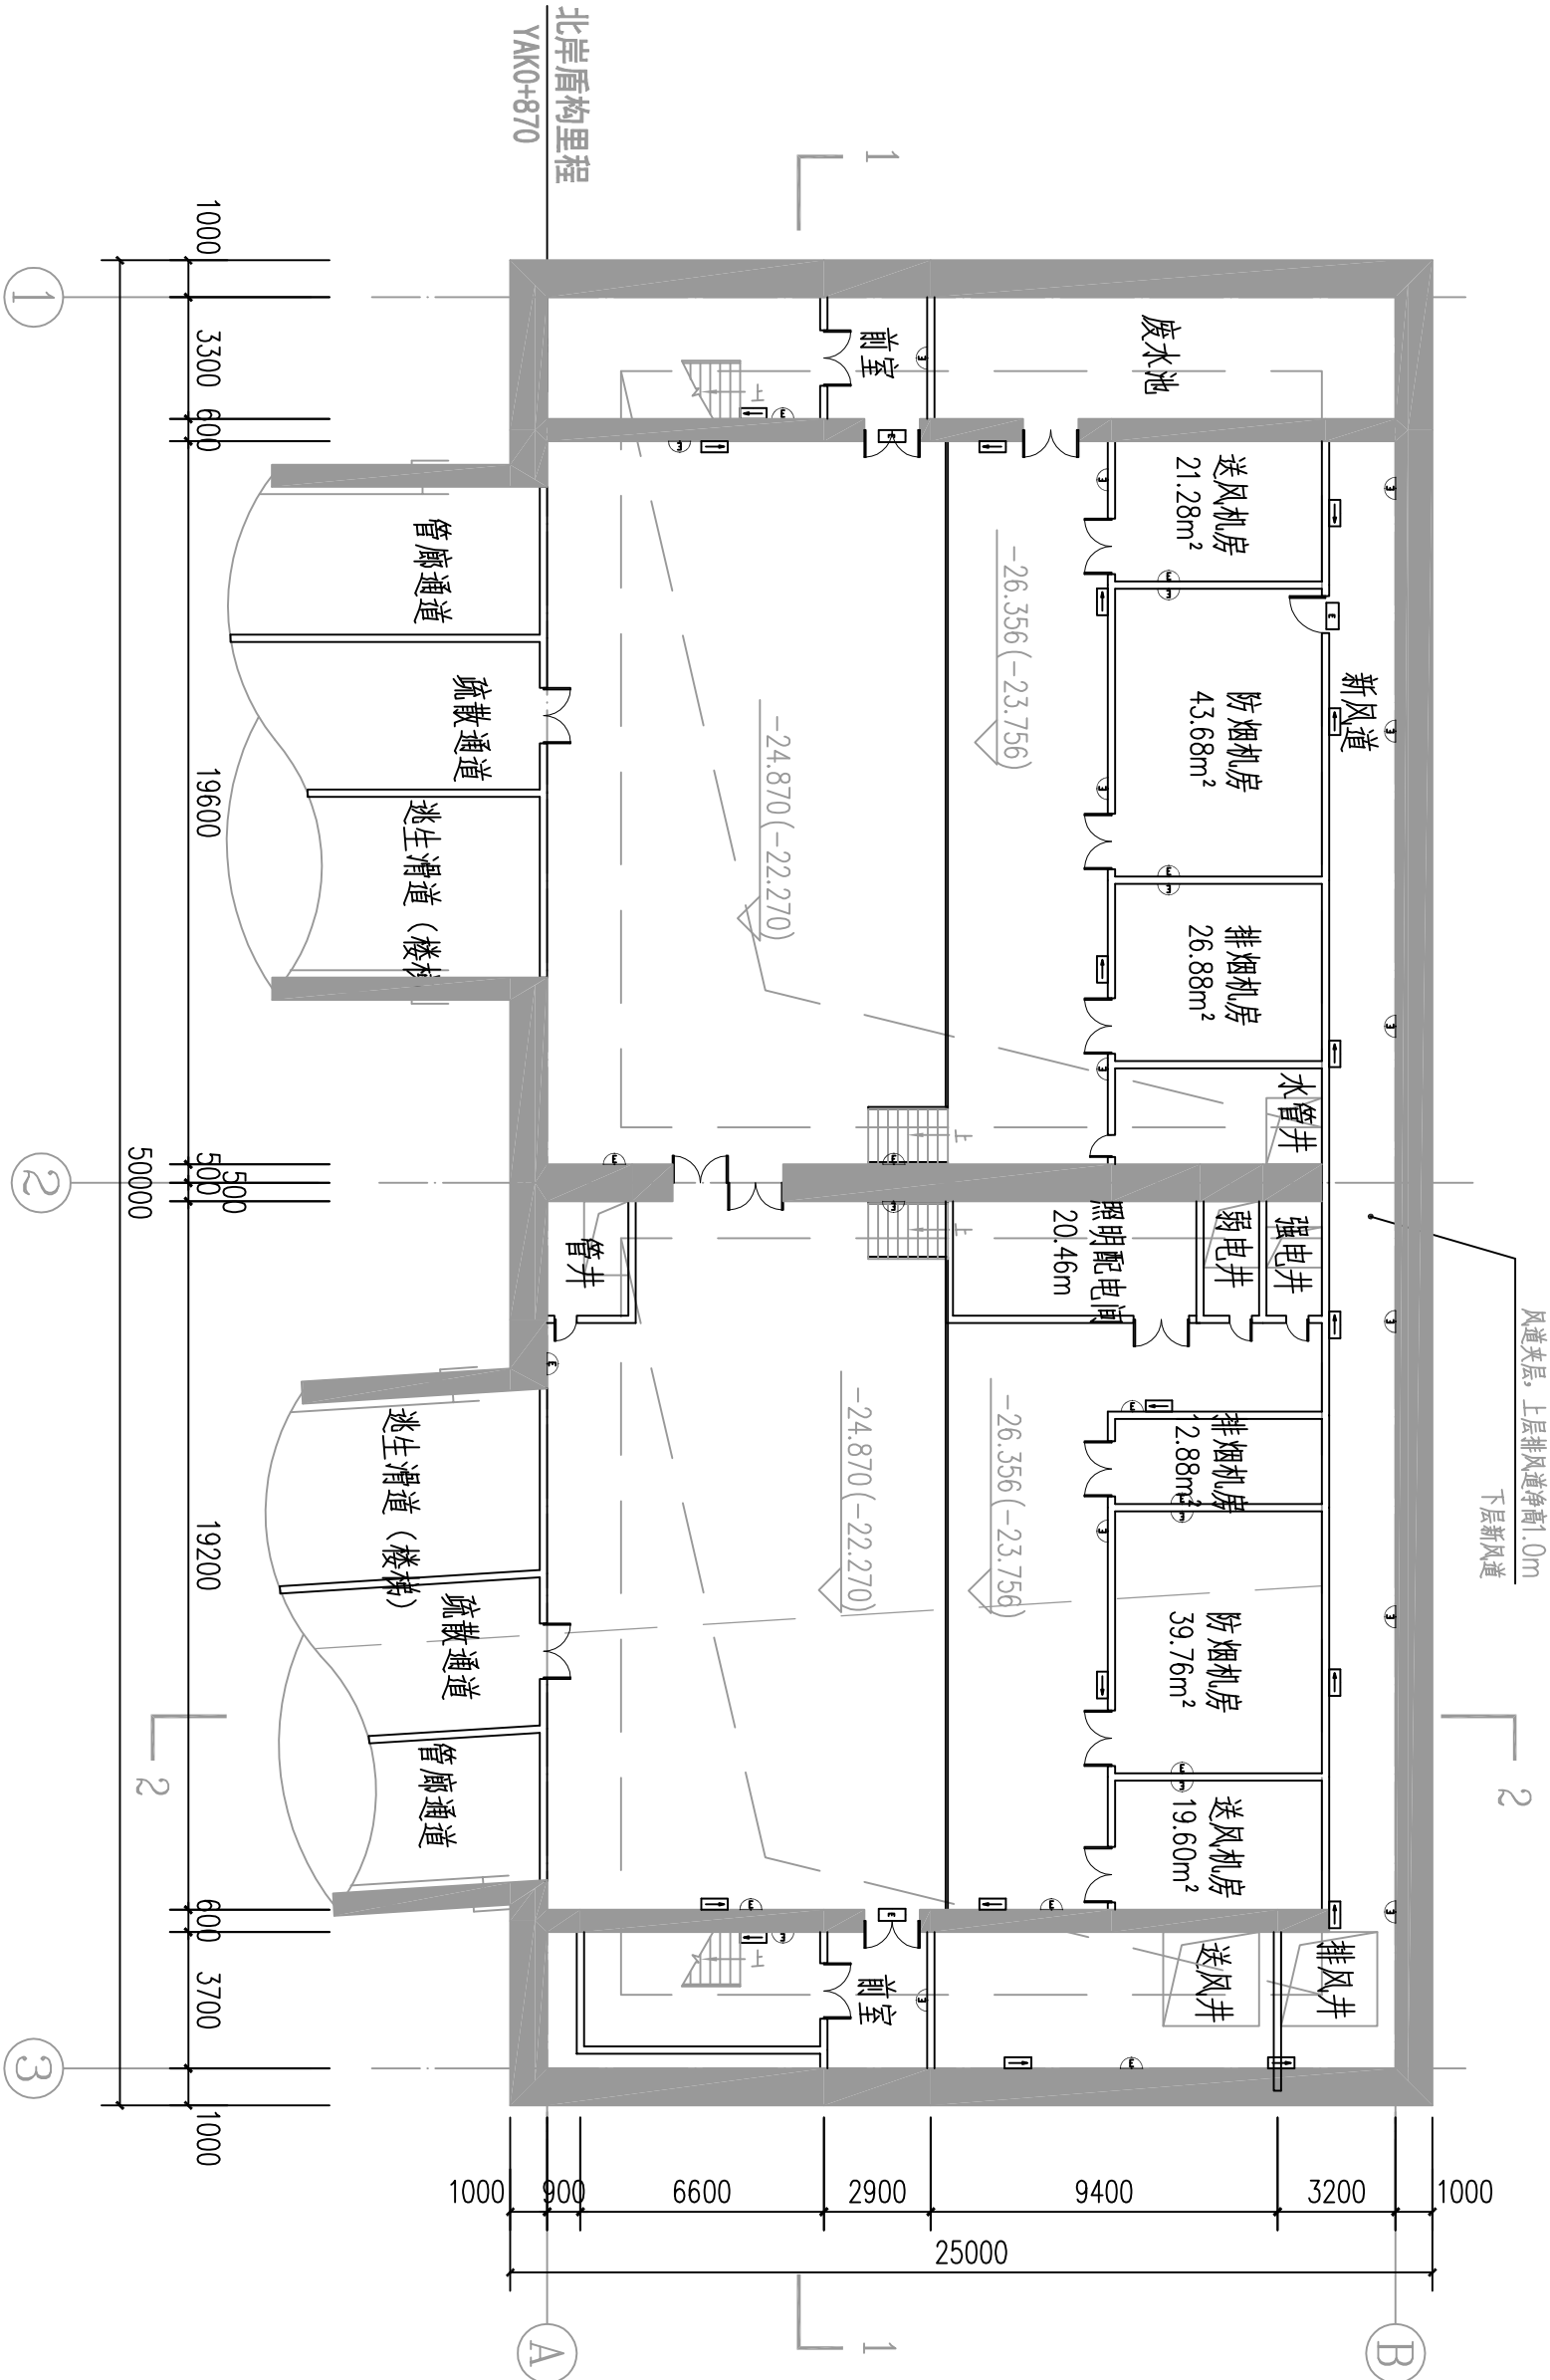 北岸盾构里程
YAK0+870
1
1
废水池
前室
上
E
送风机房
21.28m²
防烟机房
43.68m²
排烟机房
26.88m²
水管井
新风道
-26.356(-23.756)
-24.870(-22.270)
管廊通道
疏散通道
逃生滑道（楼梯
上
上
管井
照明配电间
20.46m
弱电井
强电井
风道夹层，上层排风道净高1.0m
下层新风道
排烟机房
2.88m²
防烟机房
39.76m²
送风机房
19.60m²
-26.356(-23.756)
-24.870(-22.270)
逃生滑道（楼梯）
疏散通道
管廊通道
2
2
上
前室
E
送风井
排风井
1000
3300
600
19600
500
500
19200
600
3700
1000
50000
1
2
3
1000
900
6600
2900
9400
3200
1000
25000
A
B